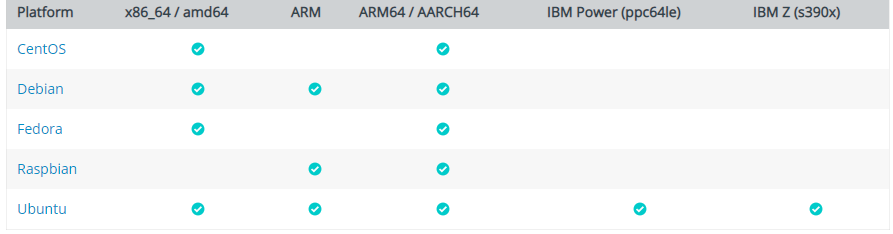 Platform x86_64 / amd64 ARM ARM64 / AARCH64 IBM Power (ppc64le) IBM Z (s390x)
CentOS
Debian
Fedora
Raspbian
Ubuntu